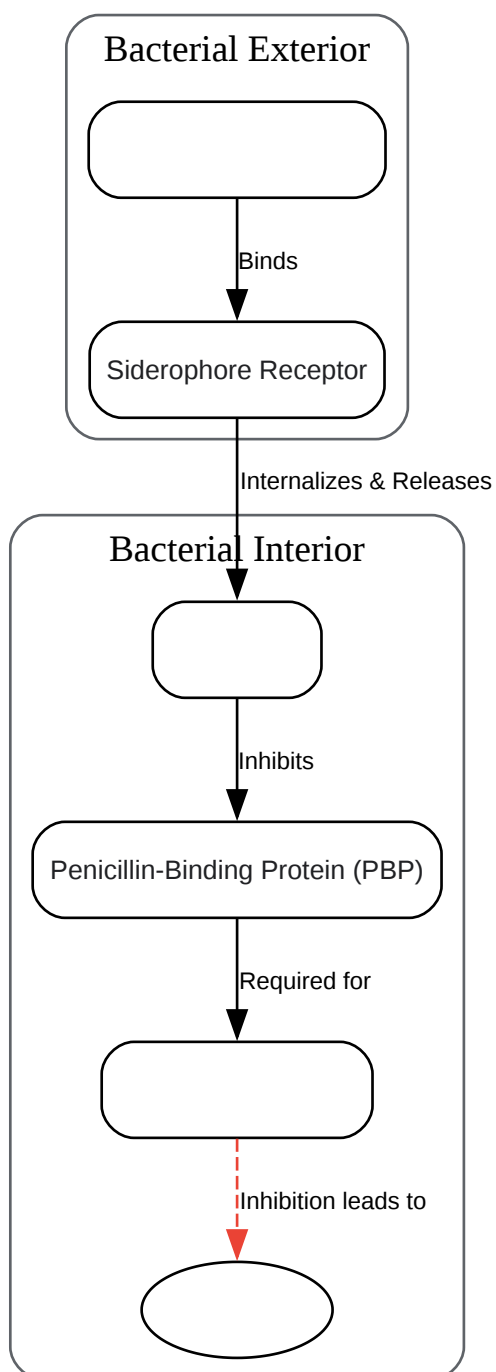 Bacterial Exterior
Binds
Siderophore Receptor
Internalizes & Releases
Bacterial Interior
Inhibits
Penicillin-Binding Protein (PBP)
Required for
Inhibition leads to